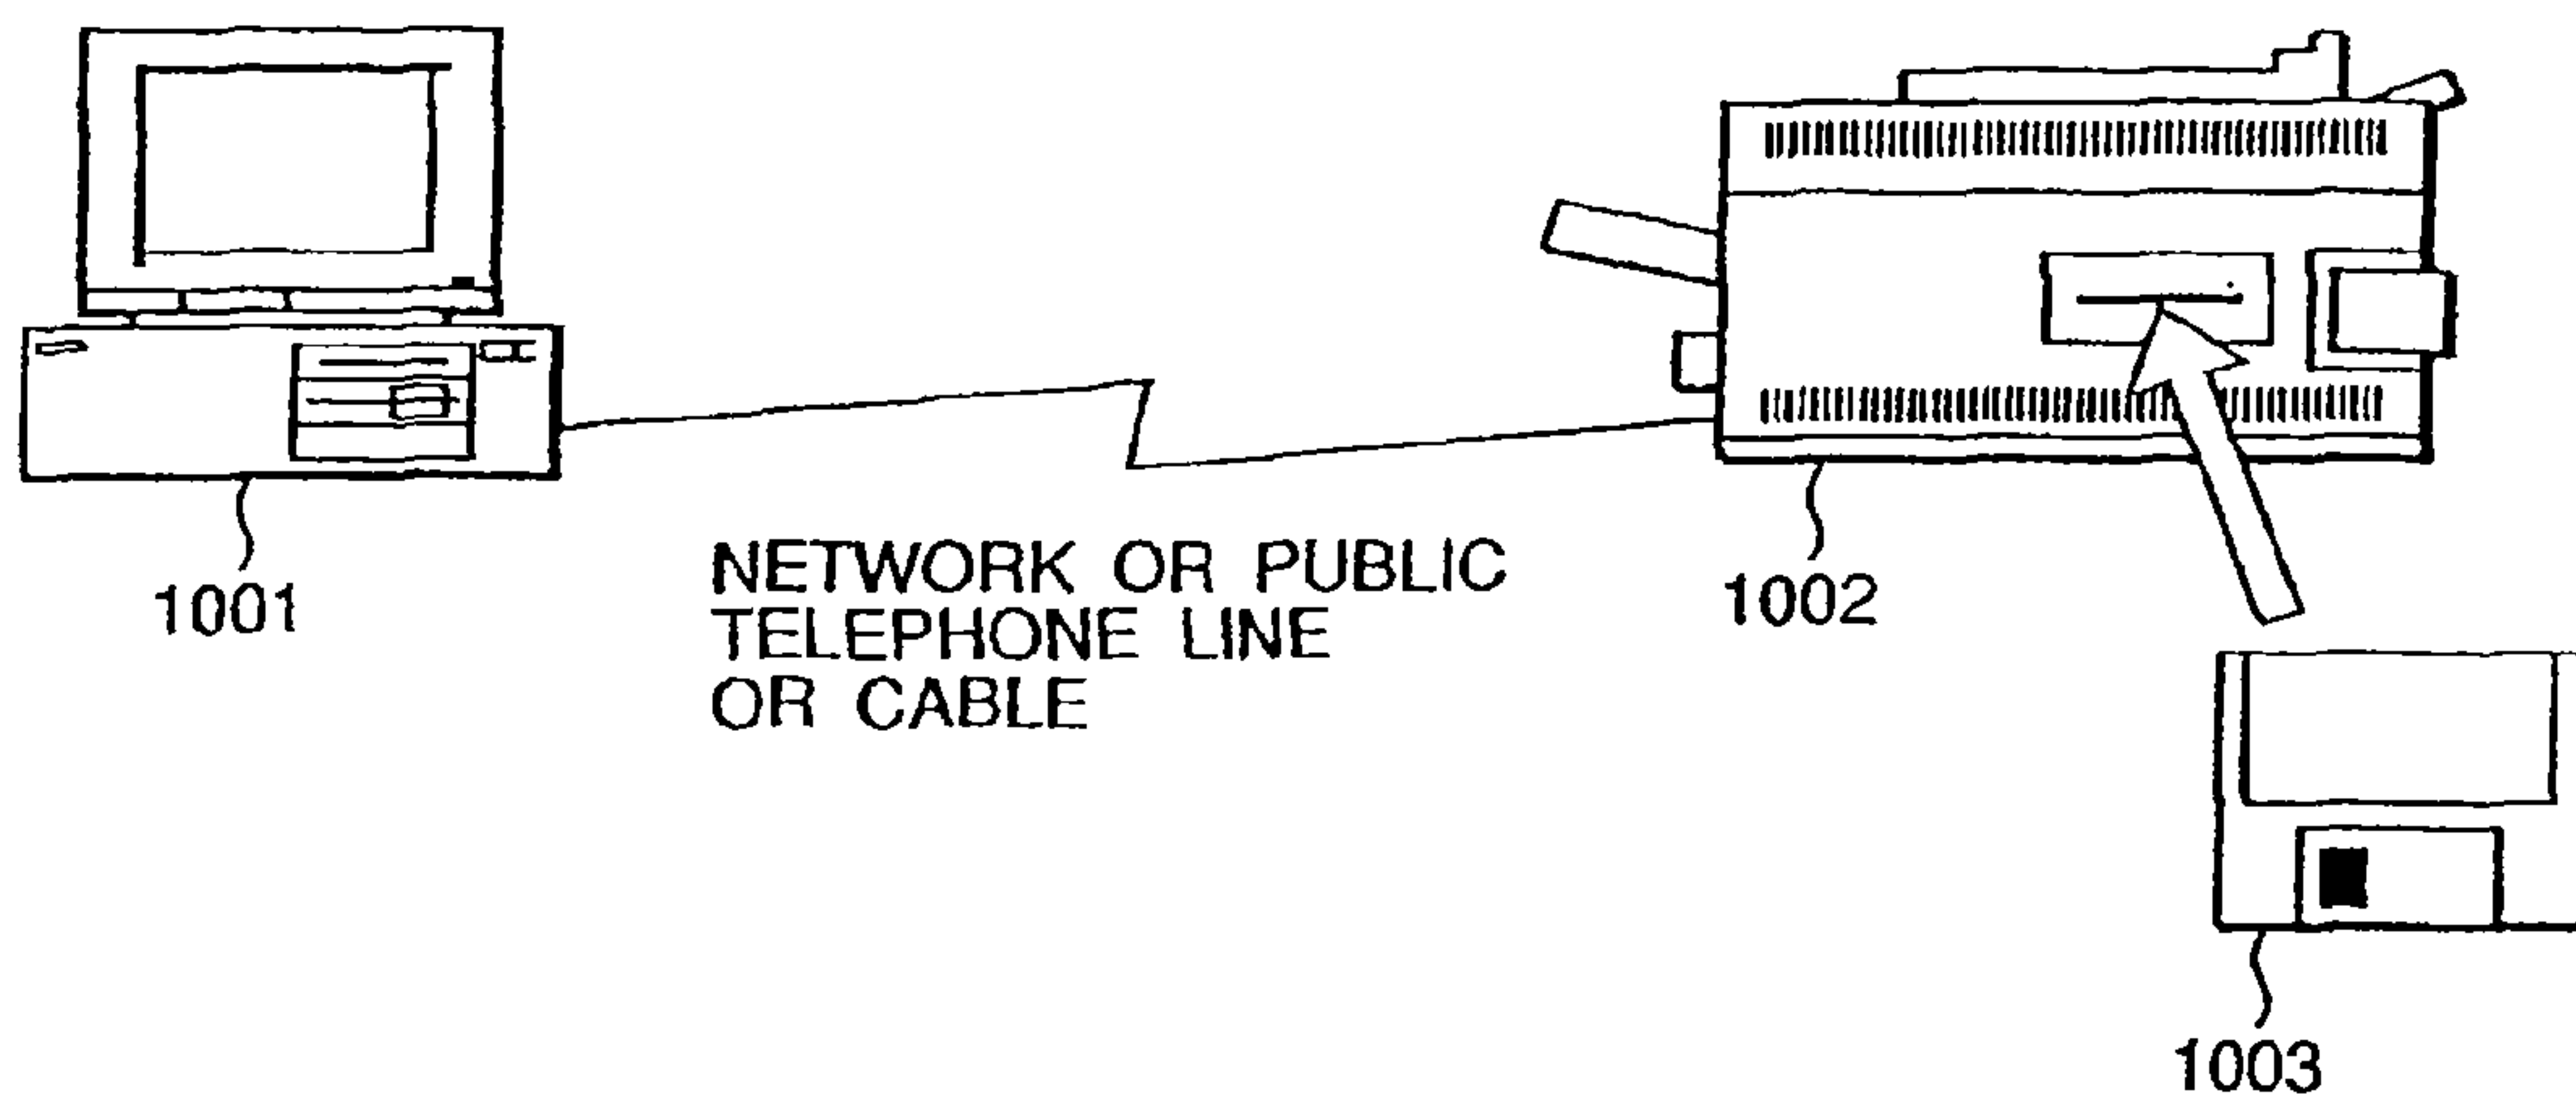 1001
NETWORK OR PUBLIC
TELEPHONE LINE
OR CABLE
1002
1003